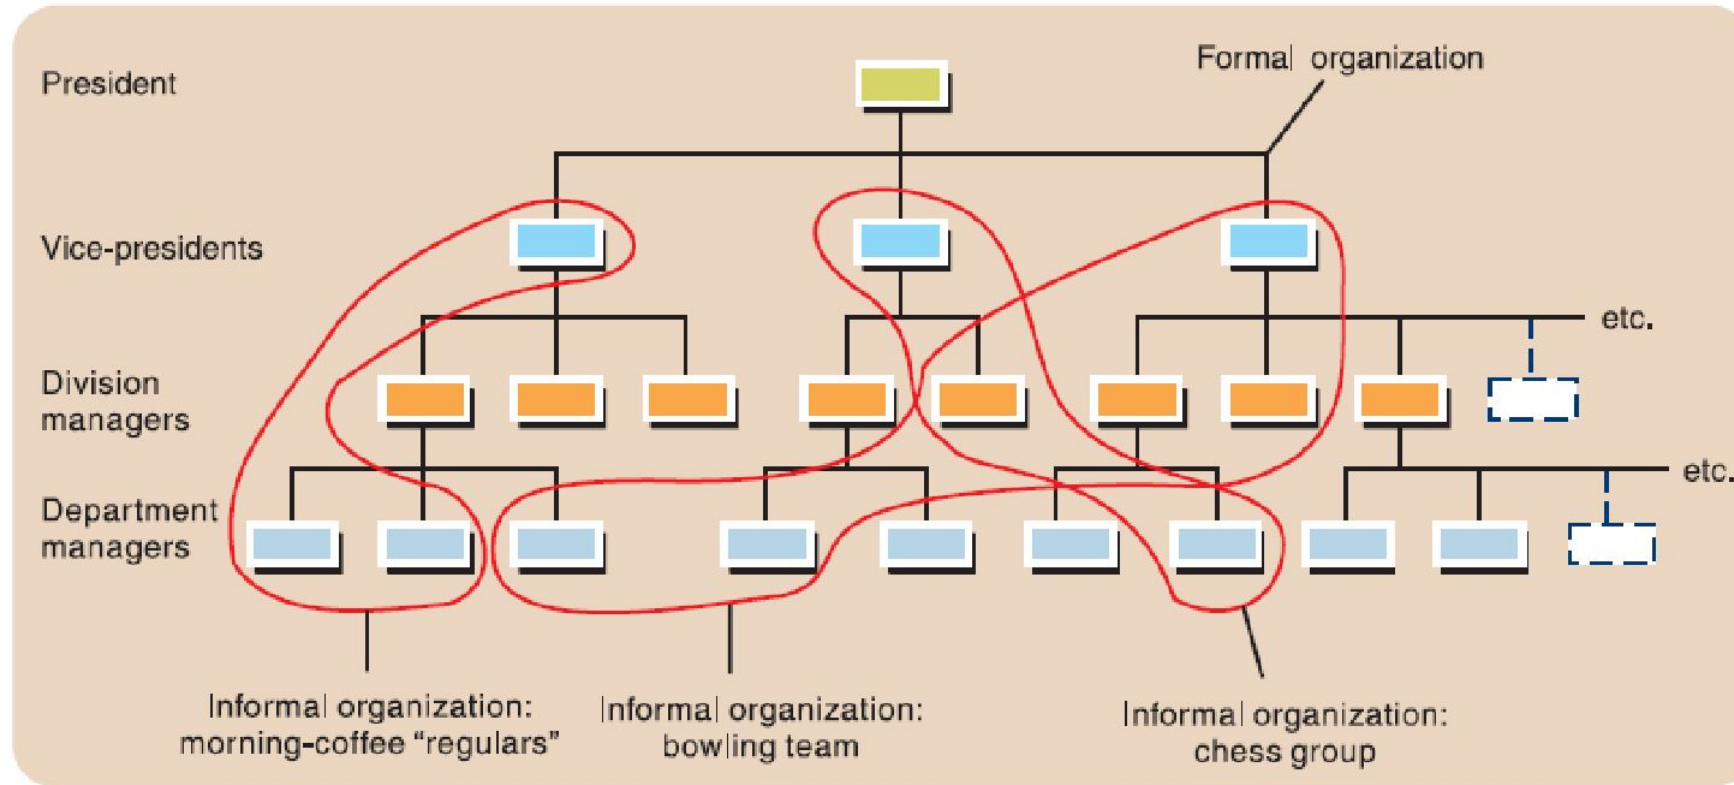 President
Formal organization
Vice-presidents
etc.
Division
managers
etc.
Department
managers
Informal organization:
morning-coffee “regulars”
Informal organization:
bowling team
Informal organization:
chess group